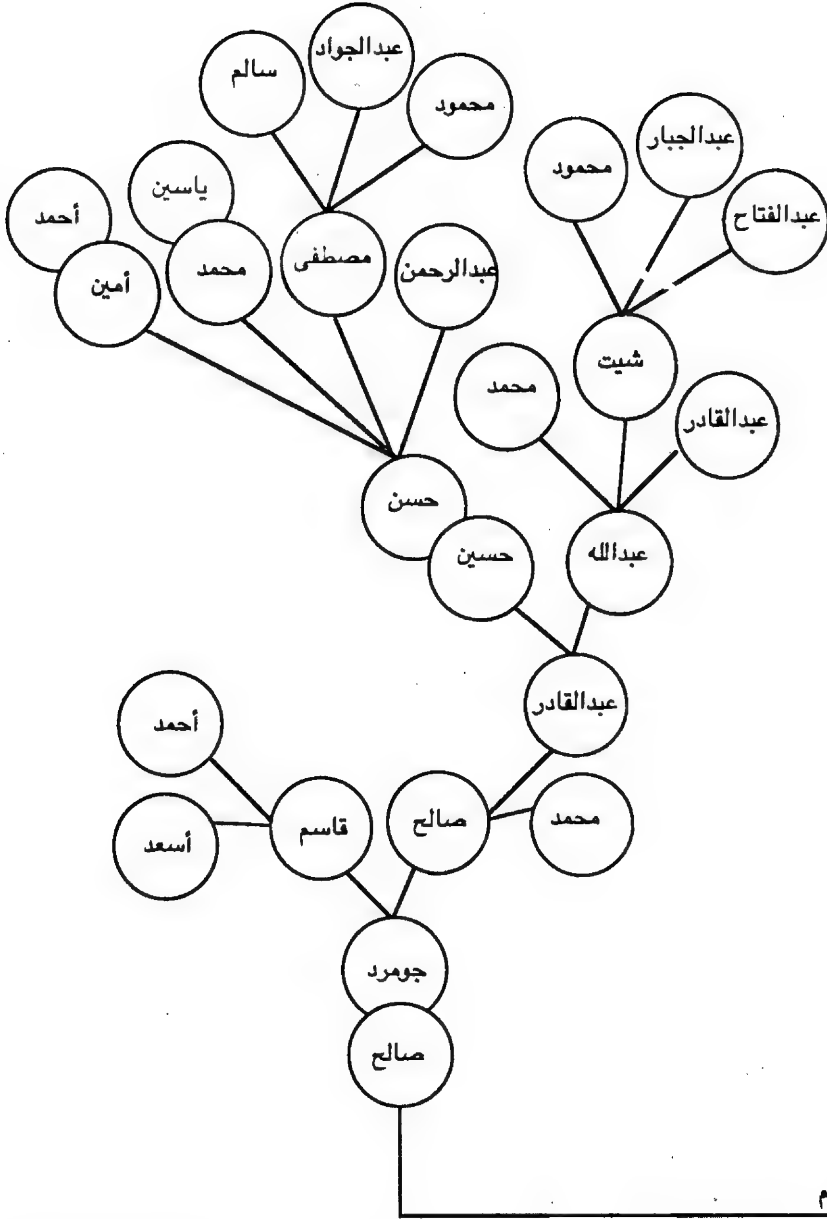 عبدالجواد
سالم
محمود
عبدالجبار
محمود
ياسين
عبدالفتاح
أحمد
مصطفى
عبدالرحمن
محمد
أمين
شيت
محمد
عبدالقادر
حسن
عبدالله
حسين
عبدالقادر
أحمد
محمد
صالح
قاسم
أسعد
جومرد
صالح
م